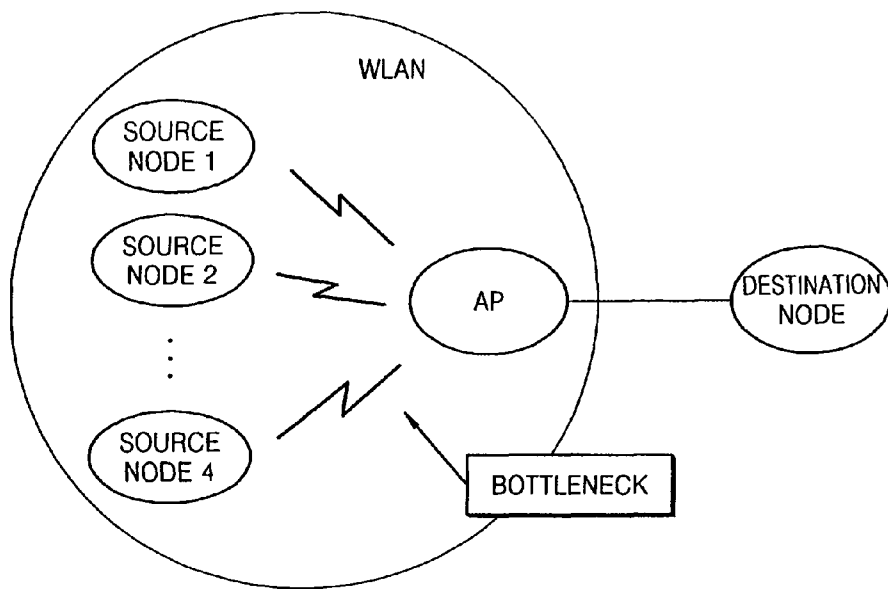 WLAN
SOURCE
NODE 1
SOURCE
NODE 2
AP
DESTINATION
NODE
SOURCE
NODE 4
BOTTLENECK